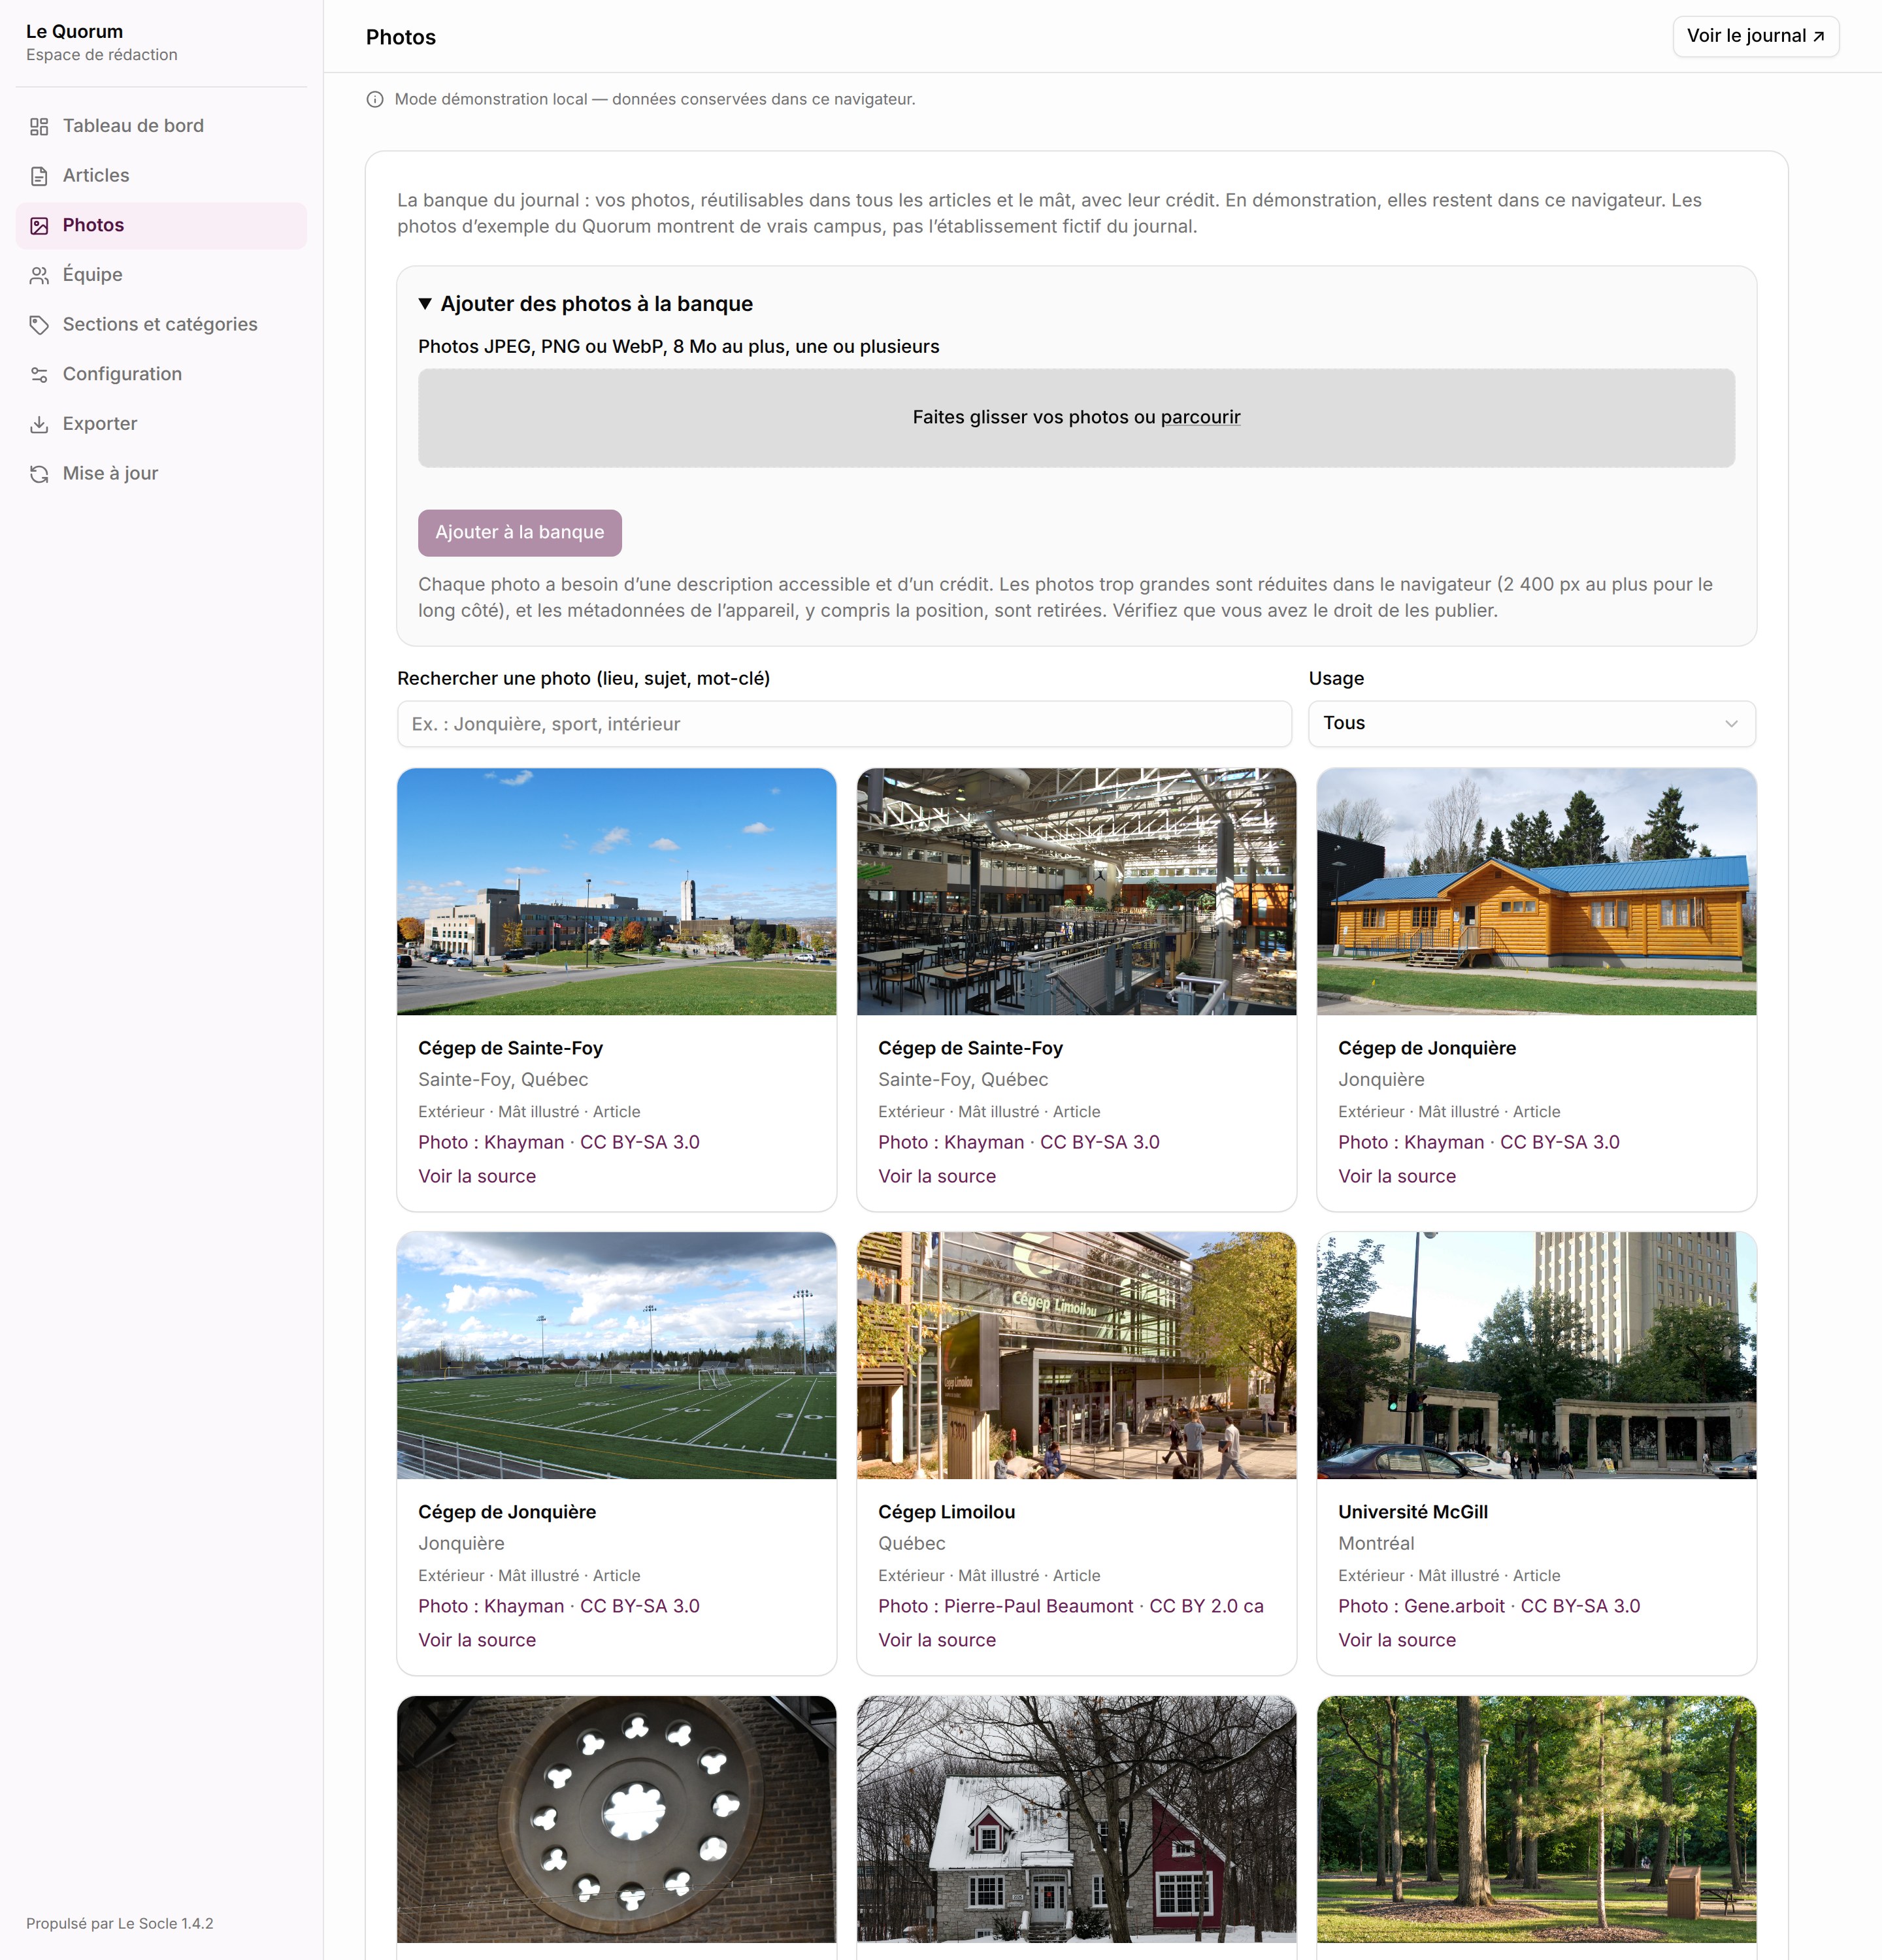 Le Quorum
Espace de rédaction
Tableau de bord
Articles
Photos
Équipe
Sections et catégories
Configuration
Exporter
Mise à jour
Propulsé par Le Socle 1.4.2
Photos
Voir le journal ↗
Mode démonstration local — données conservées dans ce navigateur.
La banque du journal : vos photos, réutilisables dans tous les articles et le mât, avec leur crédit. En démonstration, elles restent dans ce navigateur. Les
photos d’exemple du Quorum montrent de vrais campus, pas l’établissement fictif du journal.
▼ Ajouter des photos à la banque
Photos JPEG, PNG ou WebP, 8 Mo au plus, une ou plusieurs
Faites glisser vos photos ou parcourir
Ajouter à la banque
Chaque photo a besoin d’une description accessible et d’un crédit. Les photos trop grandes sont réduites dans le navigateur (2 400 px au plus pour le
long côté), et les métadonnées de l’appareil, y compris la position, sont retirées. Vérifiez que vous avez le droit de les publier.
Rechercher une photo (lieu, sujet, mot-clé)
Ex. : Jonquière, sport, intérieur
Usage
Tous
Cégep de Sainte-Foy
Sainte-Foy, Québec
Extérieur · Mât illustré · Article
Photo : Khayman · CC BY-SA 3.0
Voir la source
Cégep de Sainte-Foy
Sainte-Foy, Québec
Extérieur · Mât illustré · Article
Photo : Khayman · CC BY-SA 3.0
Voir la source
Cégep de Jonquière
Jonquière
Extérieur · Mât illustré · Article
Photo : Khayman · CC BY-SA 3.0
Voir la source
Cégep de Jonquière
Jonquière
Extérieur · Mât illustré · Article
Photo : Khayman · CC BY-SA 3.0
Voir la source
Cégep Limoilou
Cégep Limoilou
Québec
Extérieur · Mât illustré · Article
Photo : Pierre-Paul Beaumont · CC BY 2.0 ca
Voir la source
Université McGill
Montréal
Extérieur · Mât illustré · Article
Photo : Gene.arboit · CC BY-SA 3.0
Voir la source